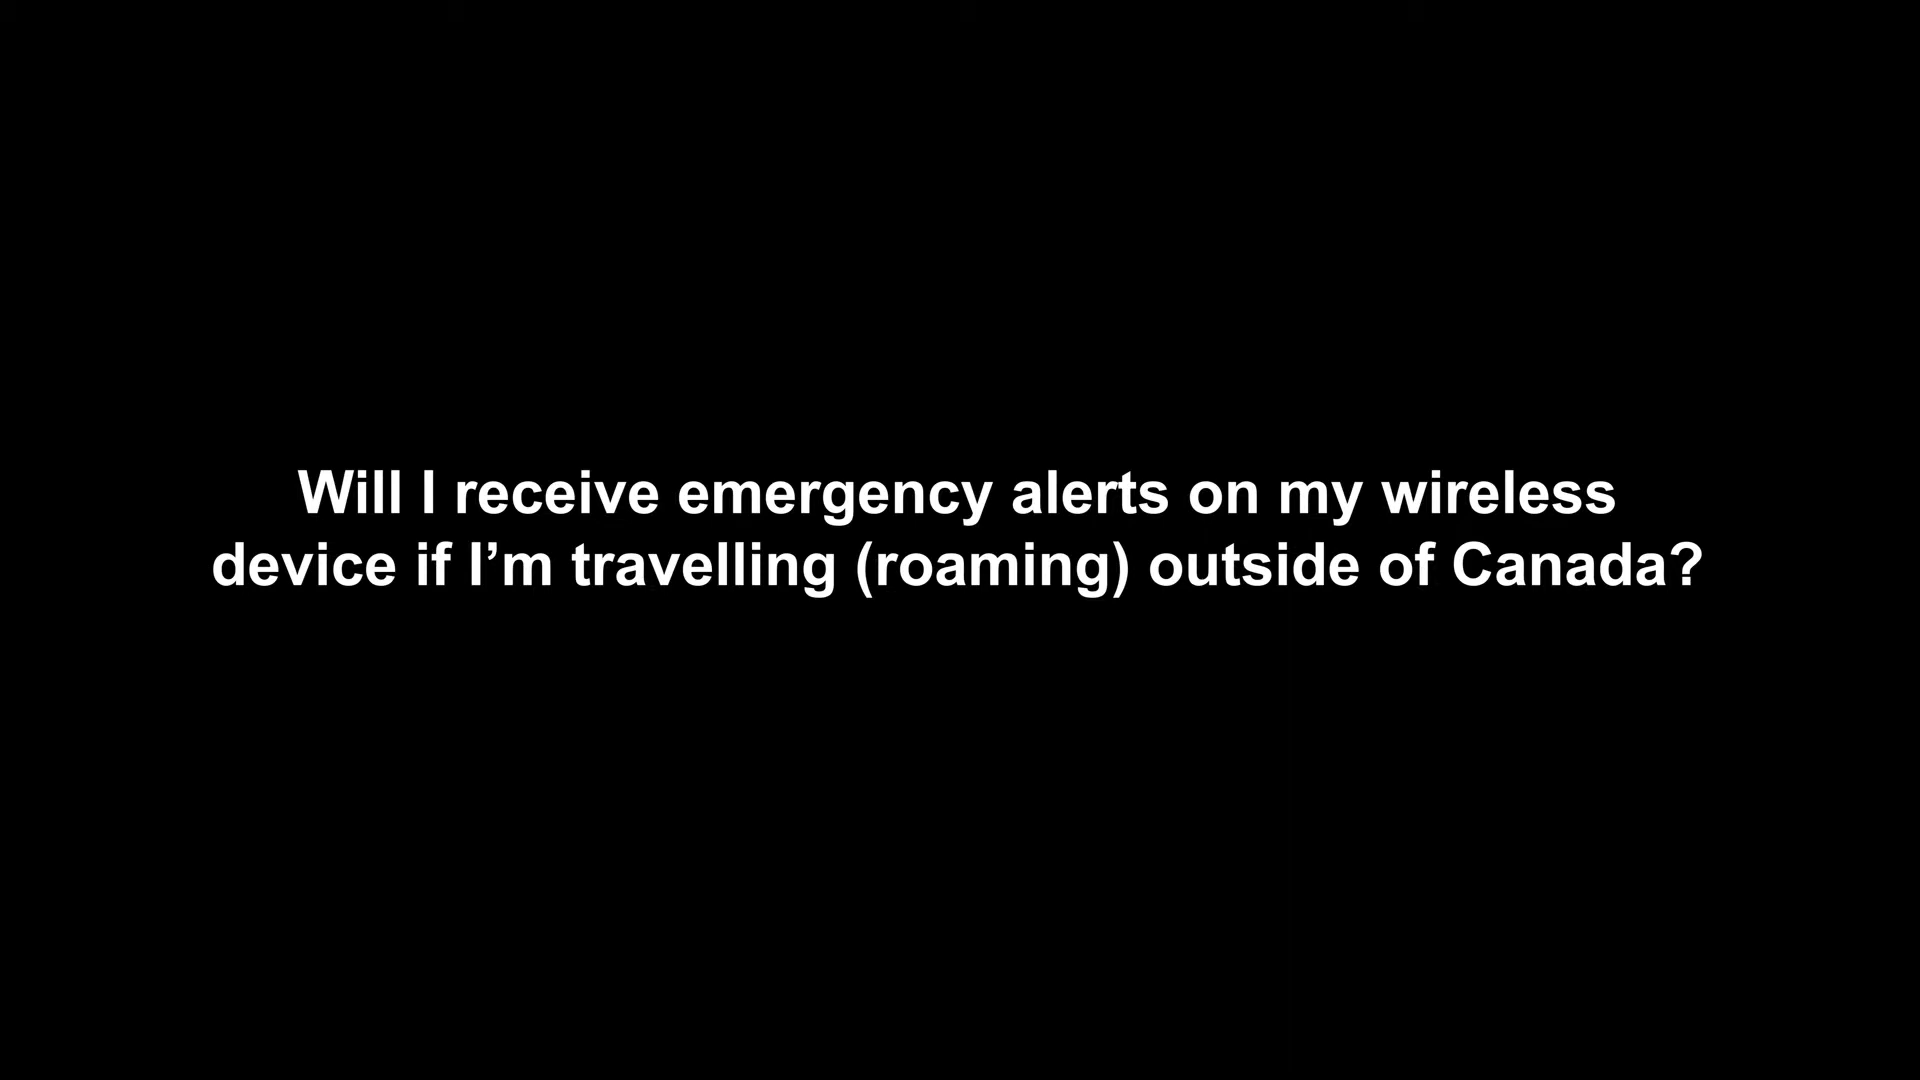 Will I receive emergency alerts on my wireless
device if I’m travelling (roaming) outside of Canada?